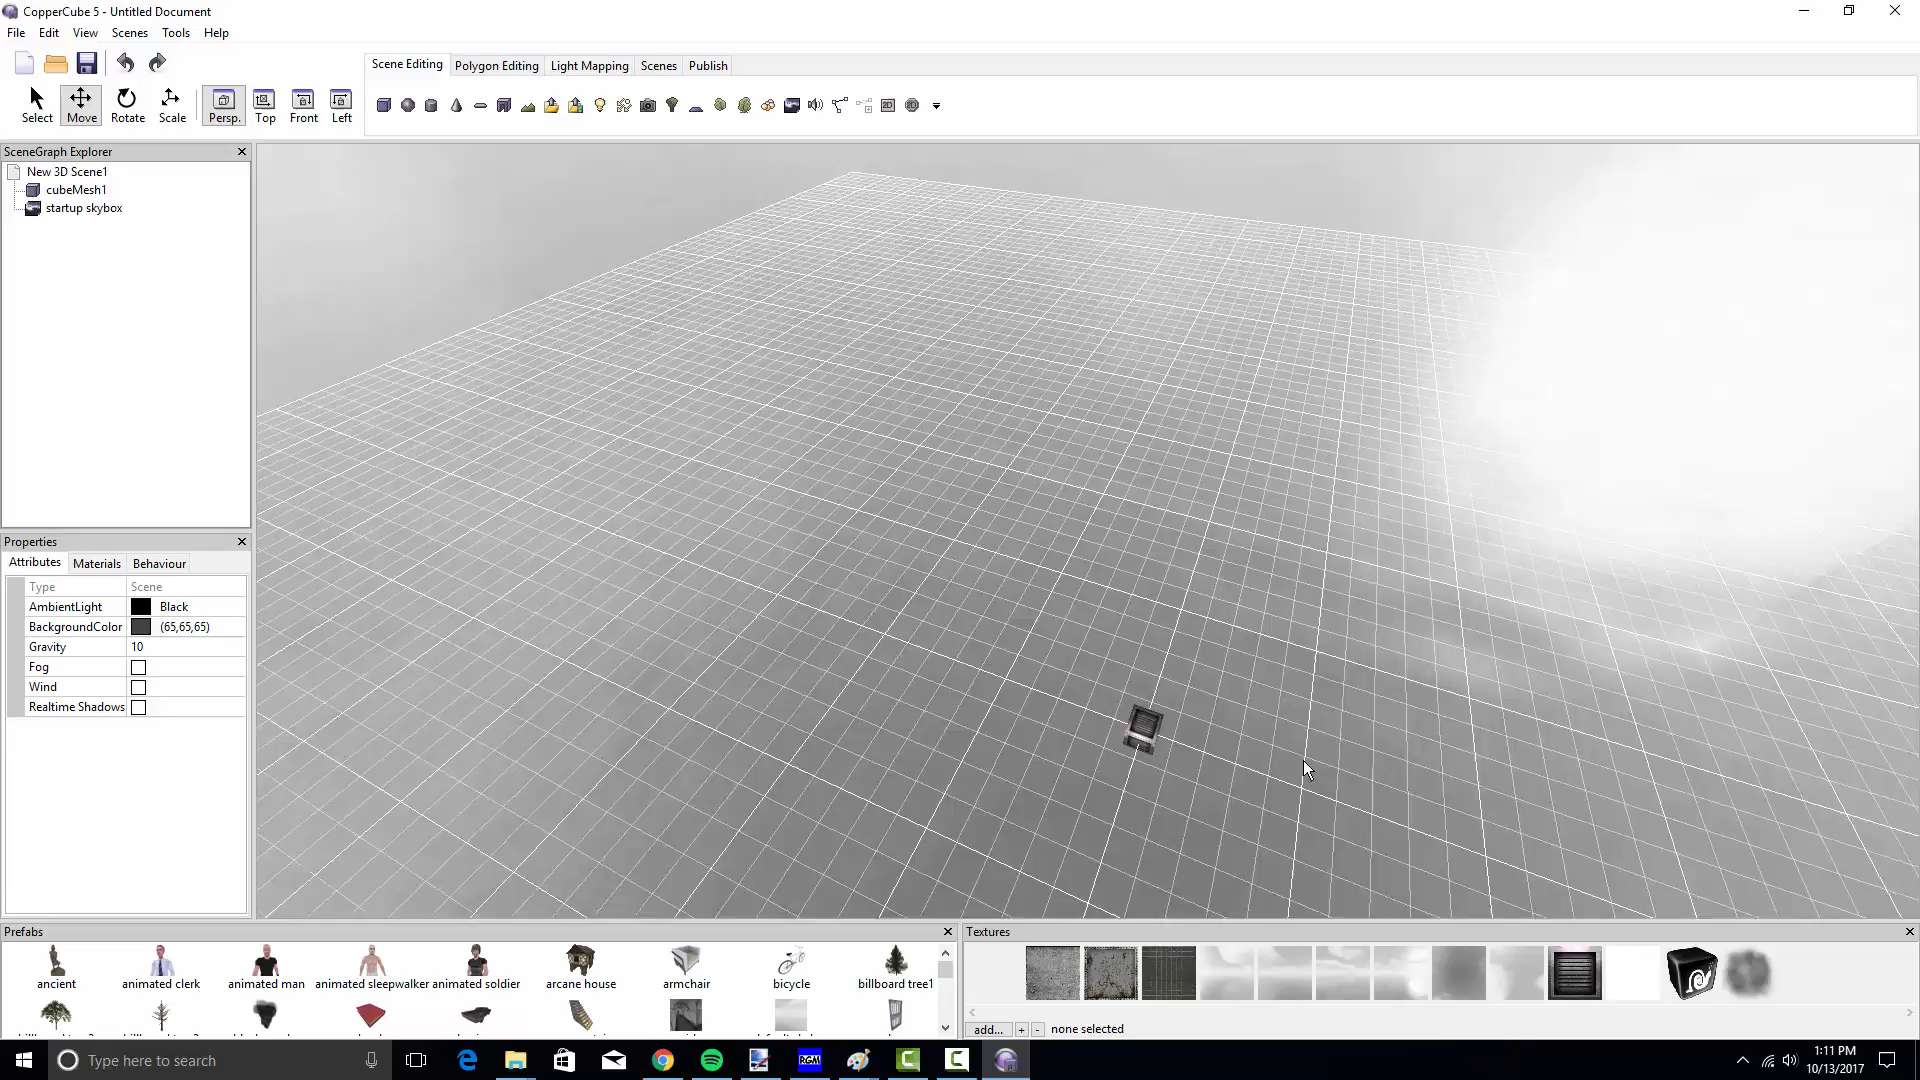 CopperCube 5 - Untitled Document
File Edit View Scenes Tools Help
Scene Editing Polygon Editing Light Mapping Scenes Publish
Select Move Rotate Scale Persp. Top Front Left
2D
SceneGraph Explorer
New 3D Scene1
cubeMesh1
startup skybox
Properties
Attributes Materials Behaviour
Type Scene
AmbientLight Black
BackgroundColor (65,65,65)
Gravity 10
Fog
Wind
Realtime Shadows
Prefabs
ancient animated clerk animated man animated sleepwalker animated soldier arcane house armchair bicycle billboard tree1
Textures
add... + - none selected
Type here to search
RGM
1:11 PM
10/13/2017